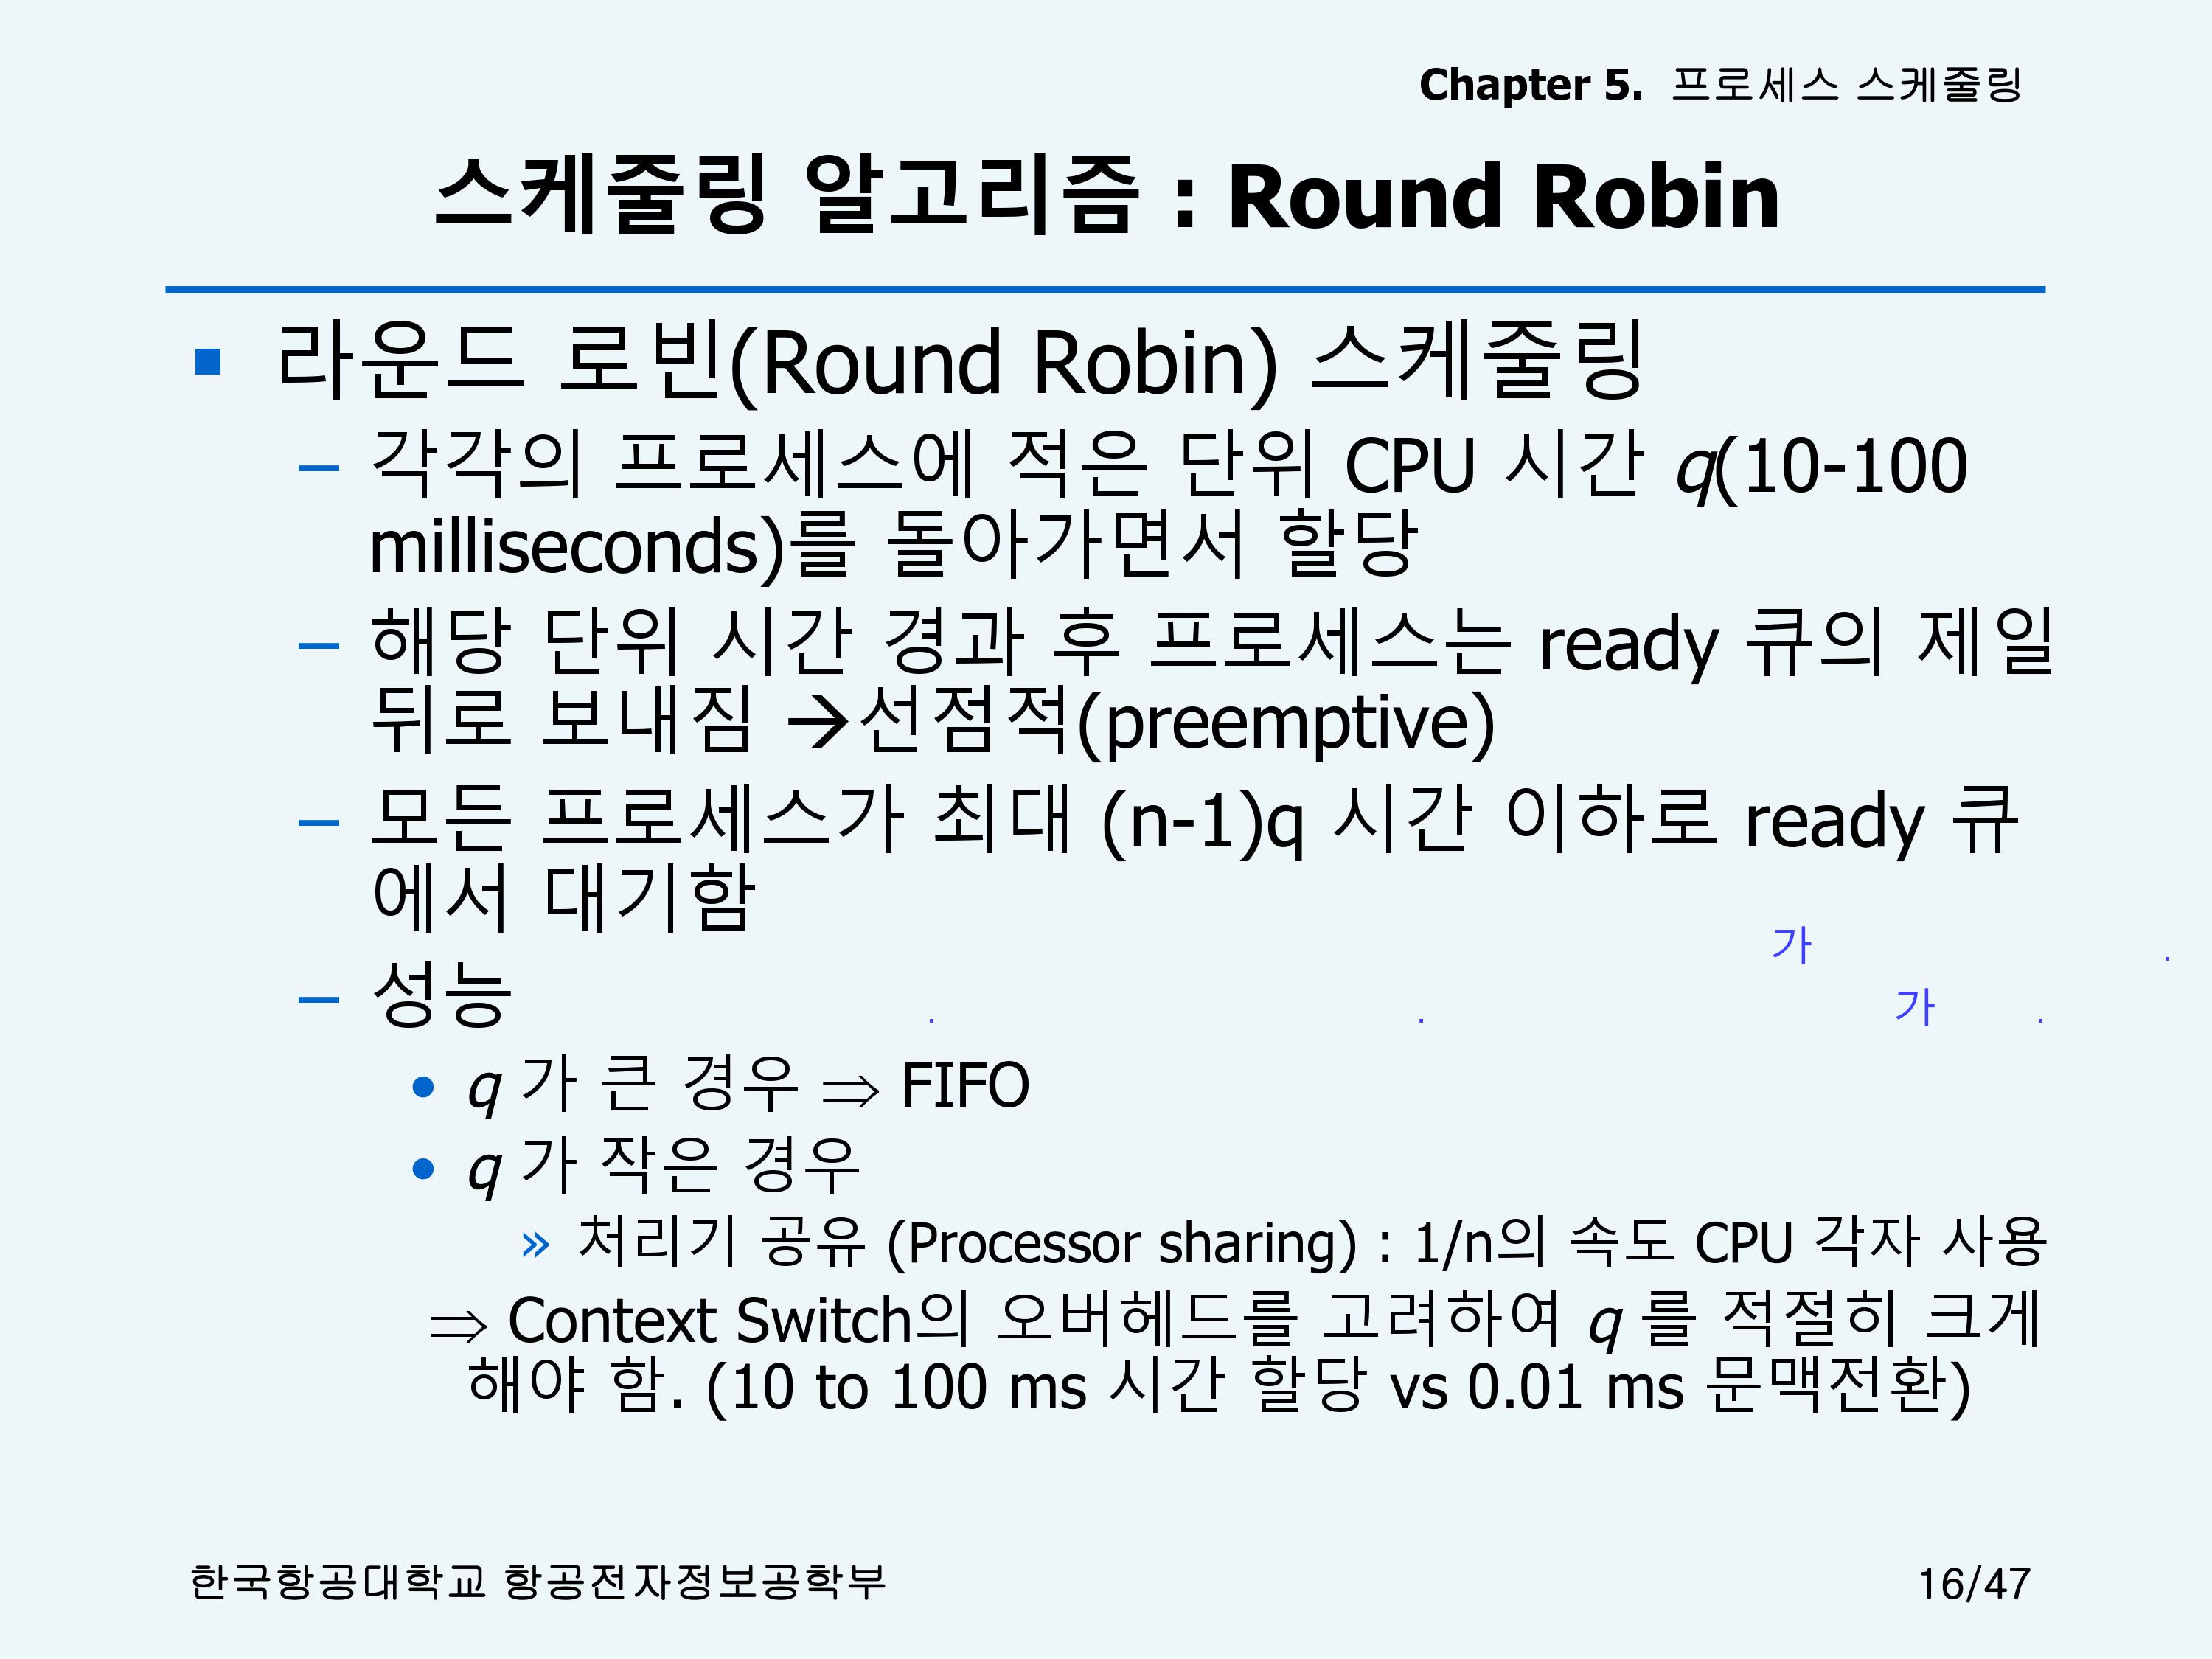 Chapter 5. 프로세스 스케줄링
스케줄링 알고리즘 : Round Robin
▪ 라운드 로빈(Round Robin) 스케줄링
– 각각의 프로세스에 적은 단위 CPU 시간 q(10-100
milliseconds)를 돌아가면서 할당
– 해당 단위 시간 경과 후 프로세스는 ready 큐의 제일
뒤로 보내짐 →선점적(preemptive)
– 모든 프로세스가 최대 (n-1)q 시간 이하로 ready 큐
에서 대기함
가 .
– 성능
. . 가 .
• q 가 큰 경우 ⇒ FIFO
• q 가 작은 경우
» 처리기 공유 (Processor sharing) : 1/n의 속도 CPU 각자 사용
⇒ Context Switch의 오버헤드를 고려하여 q 를 적절히 크게
해야 함. (10 to 100 ms 시간 할당 vs 0.01 ms 문맥전환)
한국항공대학교 항공전자정보공학부
16/47